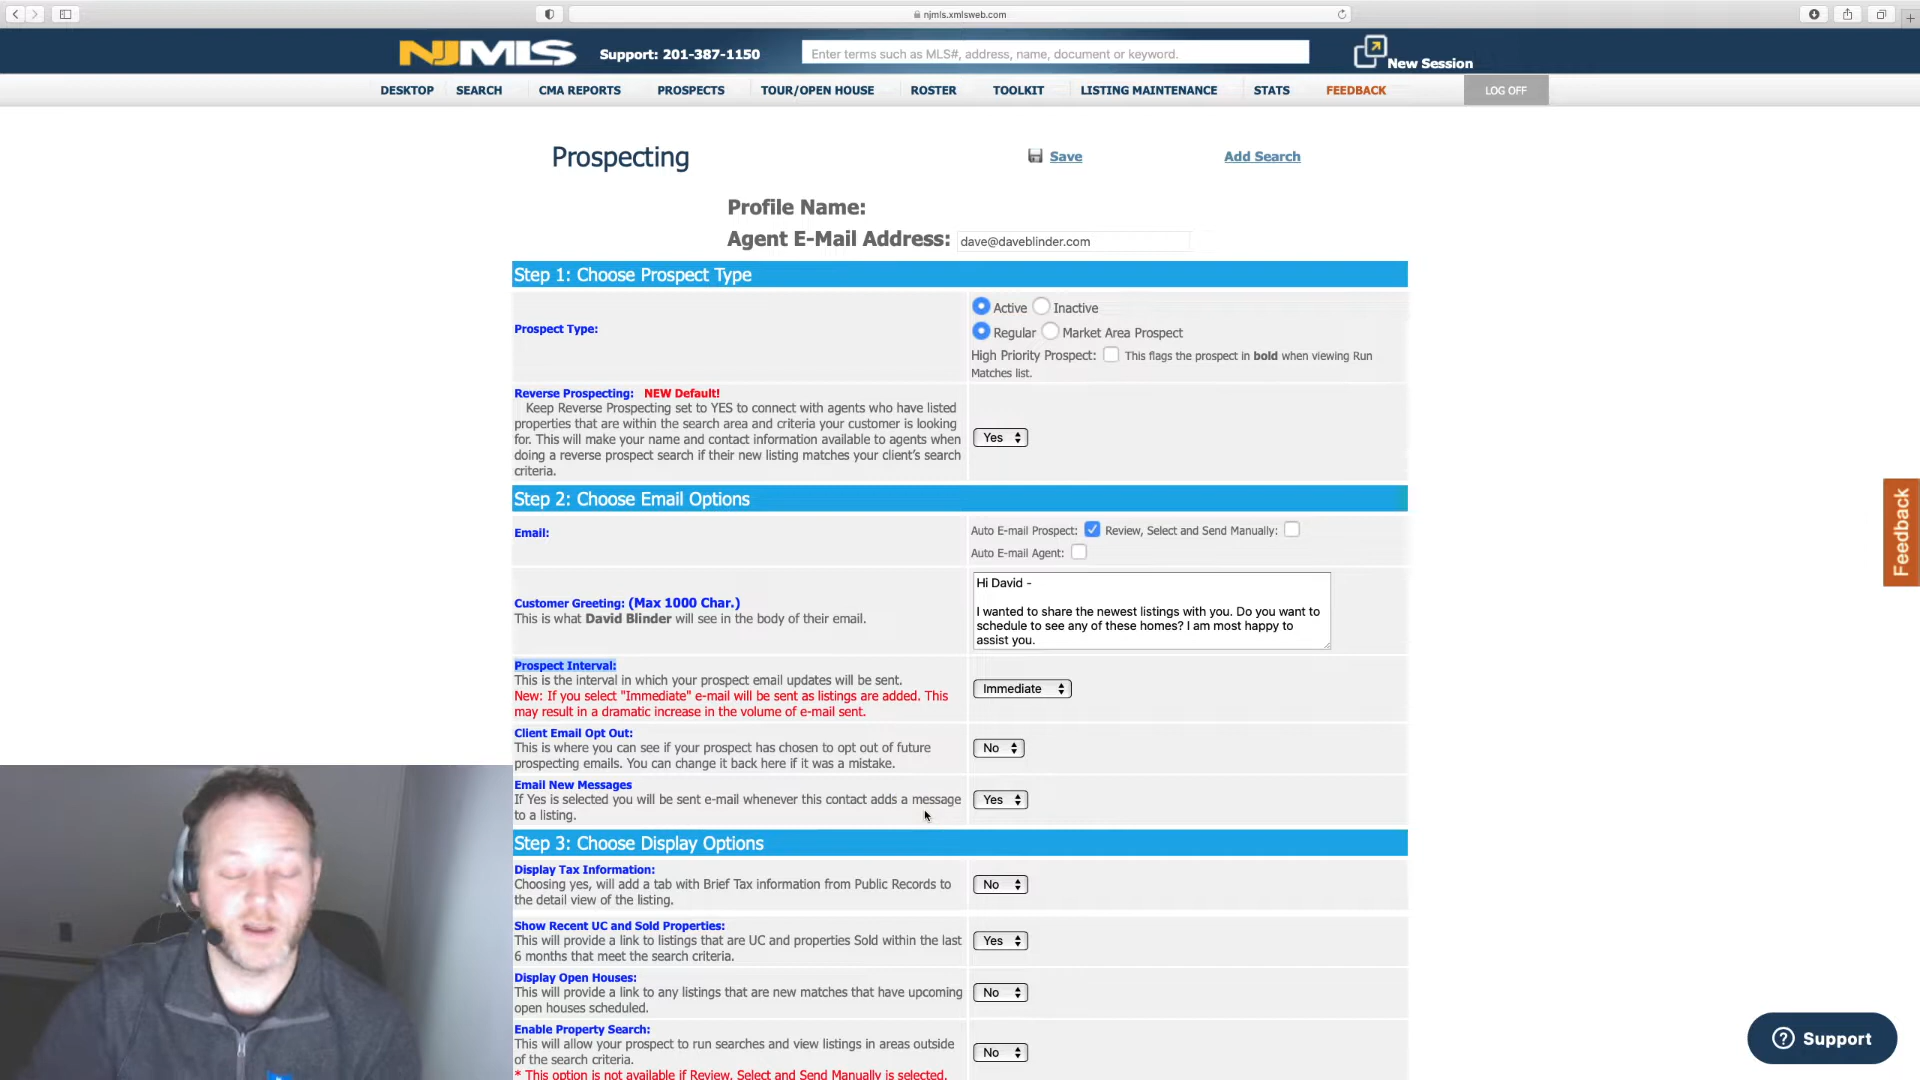 njmls.xmlsweb.com
NJMLS
Support: 201-387-1150
Enter terms such as MLS#, address, name, document or keyword.
New Session
DESKTOP SEARCH CMA REPORTS PROSPECTS TOUR/OPEN HOUSE ROSTER TOOLKIT LISTING MAINTENANCE STATS FEEDBACK LOG OFF
Prospecting
Save
Add Search
Profile Name:
Agent E-Mail Address: dave@daveblinder.com
Step 1: Choose Prospect Type
Prospect Type:
Active Inactive
Regular Market Area Prospect
High Priority Prospect: This flags the prospect in bold when viewing Run
Matches list.
Reverse Prospecting: NEW Default!
Keep Reverse Prospecting set to YES to connect with agents who have listed
properties that are within the search area and criteria your customer is looking
for. This will make your name and contact information available to agents when
doing a reverse prospect search if their new listing matches your client's search
criteria.
Yes
Step 2: Choose Email Options
Email:
Auto E-mail Prospect: Review, Select and Send Manually:
Auto E-mail Agent:
Customer Greeting: (Max 1000 Char.)
This is what David Blinder will see in the body of their email.
Hi David -
I wanted to share the newest listings with you. Do you want to
schedule to see any of these homes? I am most happy to
assist you.
Prospect Interval:
This is the interval in which your prospect email updates will be sent.
New: If you select "Immediate" e-mail will be sent as listings are added. This
may result in a dramatic increase in the volume of e-mail sent.
Immediate
Client Email Opt Out:
This is where you can see if your prospect has chosen to opt out of future
prospecting emails. You can change it back here if it was a mistake.
No
Email New Messages
If Yes is selected you will be sent e-mail whenever this contact adds a message
to a listing.
Yes
Step 3: Choose Display Options
Display Tax Information:
Choosing yes, will add a tab with Brief Tax information from Public Records to
the detail view of the listing.
No
Show Recent UC and Sold Properties:
This will provide a link to listings that are UC and properties Sold within the last
6 months that meet the search criteria.
Yes
Display Open Houses:
This will provide a link to any listings that are new matches that have upcoming
open houses scheduled.
No
Enable Property Search:
This will allow your prospect to run searches and view listings in areas outside
of the search criteria.
* This option is not available if Review, Select and Send Manually is selected.
No
Feedback
Support